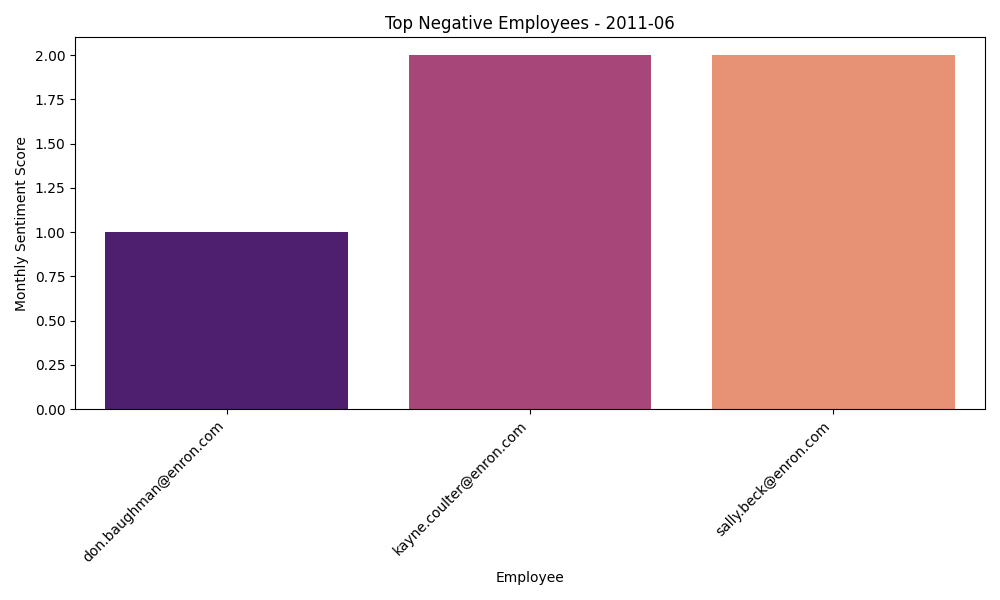 Top Negative Employees - 2011-06
Monthly Sentiment Score
2.00
1.75
1.50
1.25
1.00
0.75
0.50
0.25
0.00
don.baughman@enron.com
kayne.coulter@enron.com
sally.beck@enron.com
Employee